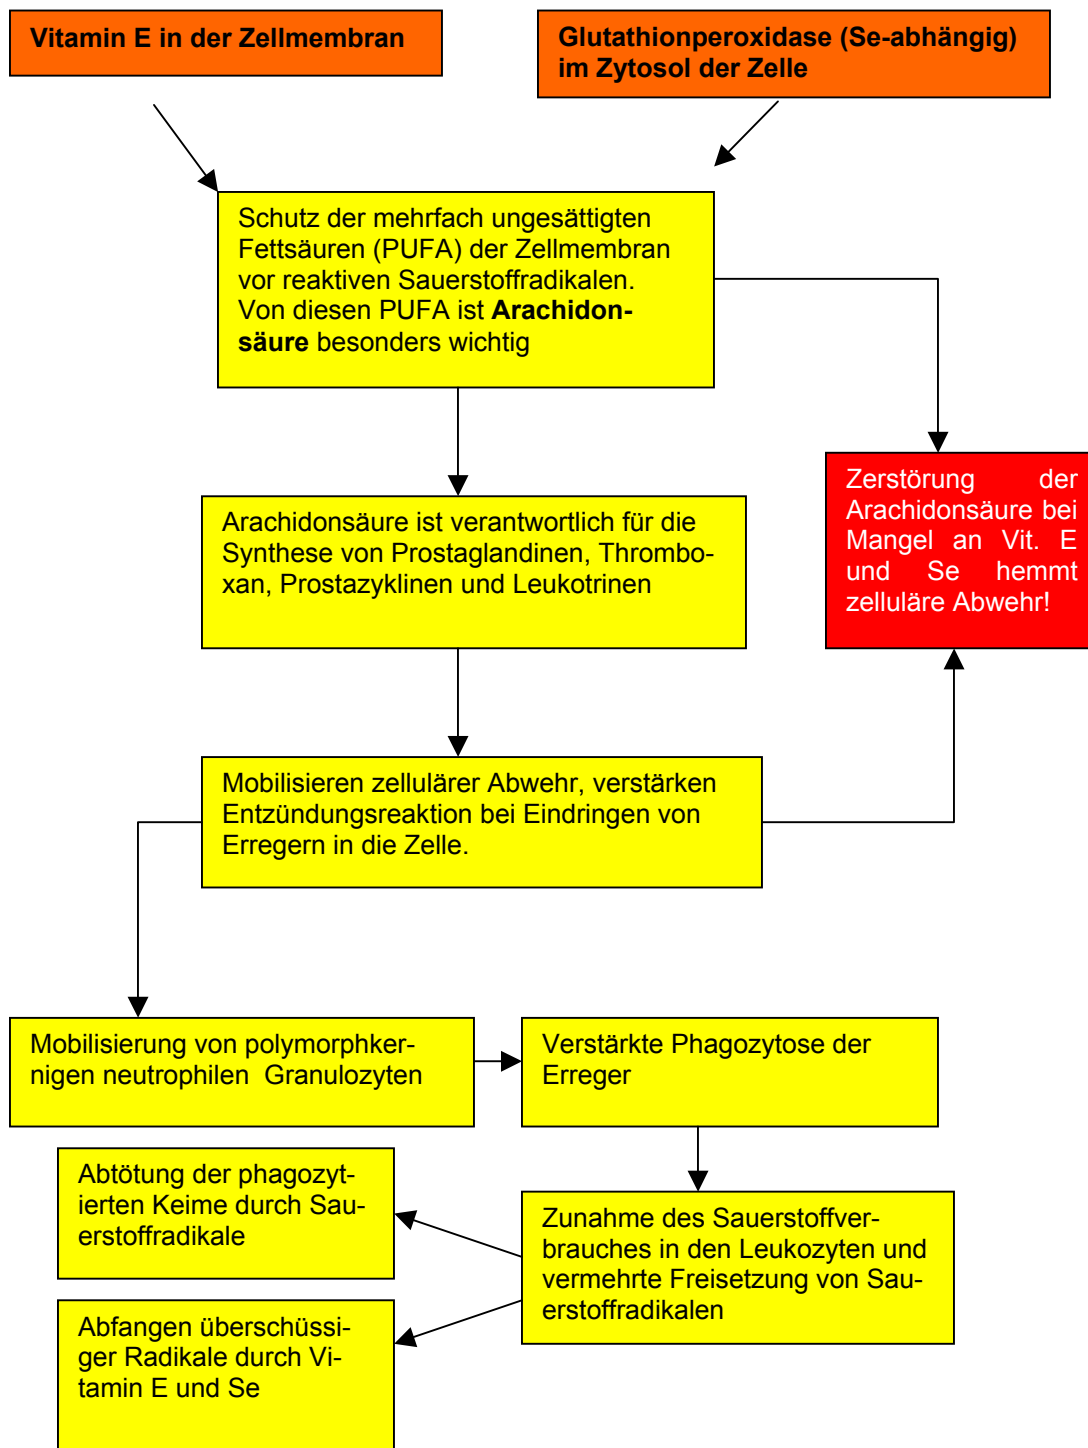 Vitamin E in der Zellmembran
Glutathionperoxidase (Se-abhängig)
im Zytosol der Zelle
Schutz der mehrfach ungesättigten
Fettsäuren (PUFA) der Zellmembran
vor reaktiven Sauerstoffradikalen.
Von diesen PUFA ist Arachidon-
säure besonders wichtig
Zerstörung der
Arachidonsäure bei
Mangel an Vit. E
und Se hemmt
zelluläre Abwehr!
Arachidonsäure ist verantwortlich für die
Synthese von Prostaglandinen, Thrombo-
xan, Prostazyklinen und Leukotrinen
Mobilisieren zellulärer Abwehr, verstärken
Entzündungsreaktion bei Eindringen von
Erregern in die Zelle.
Mobilisierung von polymorphker-
nigen neutrophilen Granulozyten
Verstärkte Phagozytose der
Erreger
Abtötung der phagozyt-
ierten Keime durch Sau-
erstoffradikale
Zunahme des Sauerstoffver-
brauches in den Leukozyten und
vermehrte Freisetzung von Sau-
erstoffradikalen
Abfangen überschüssi-
ger Radikale durch Vi-
tamin E und Se